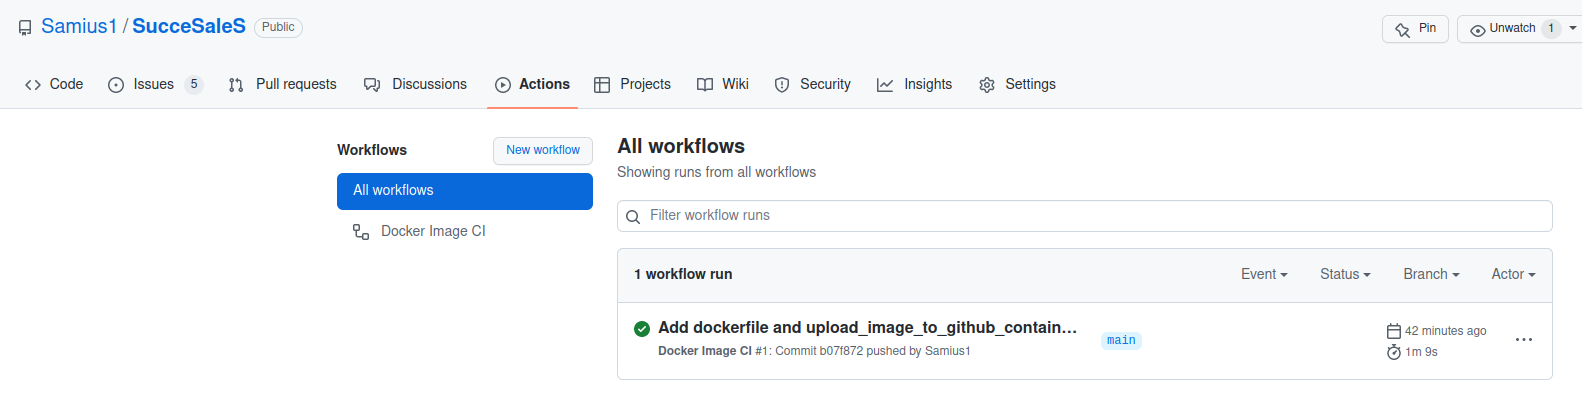 Samius1 / SucceSaleS Public
Pin Unwatch 1
Code Issues 5 Pull requests Discussions Actions Projects Wiki Security Insights Settings
Workflows New workflow
All workflows
Docker Image CI
All workflows
Showing runs from all workflows
Filter workflow runs
1 workflow run Event Status Branch Actor
Add dockerfile and upload_image_to_github_contain...
Docker Image CI #1: Commit b07f872 pushed by Samius1
main
42 minutes ago
1m 9s